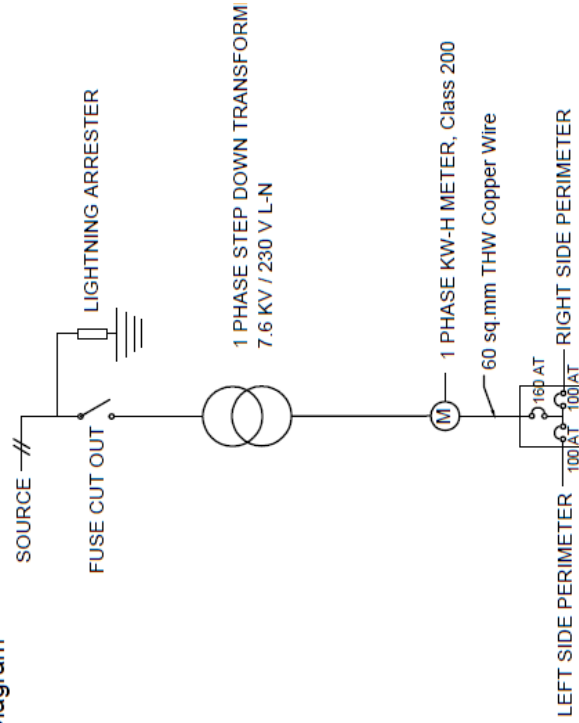 SOURCE
LIGHTNING ARRESTER
FUSE CUT OUT
1 PHASE STEP DOWN TRANSFORM
7.6 KV / 230 V L-N
M
1 PHASE KW-H METER, Class 200
60 sq.mm THW Copper Wire
160 AT
100 AT
100 AT
LEFT SIDE PERIMETER
RIGHT SIDE PERIMETER